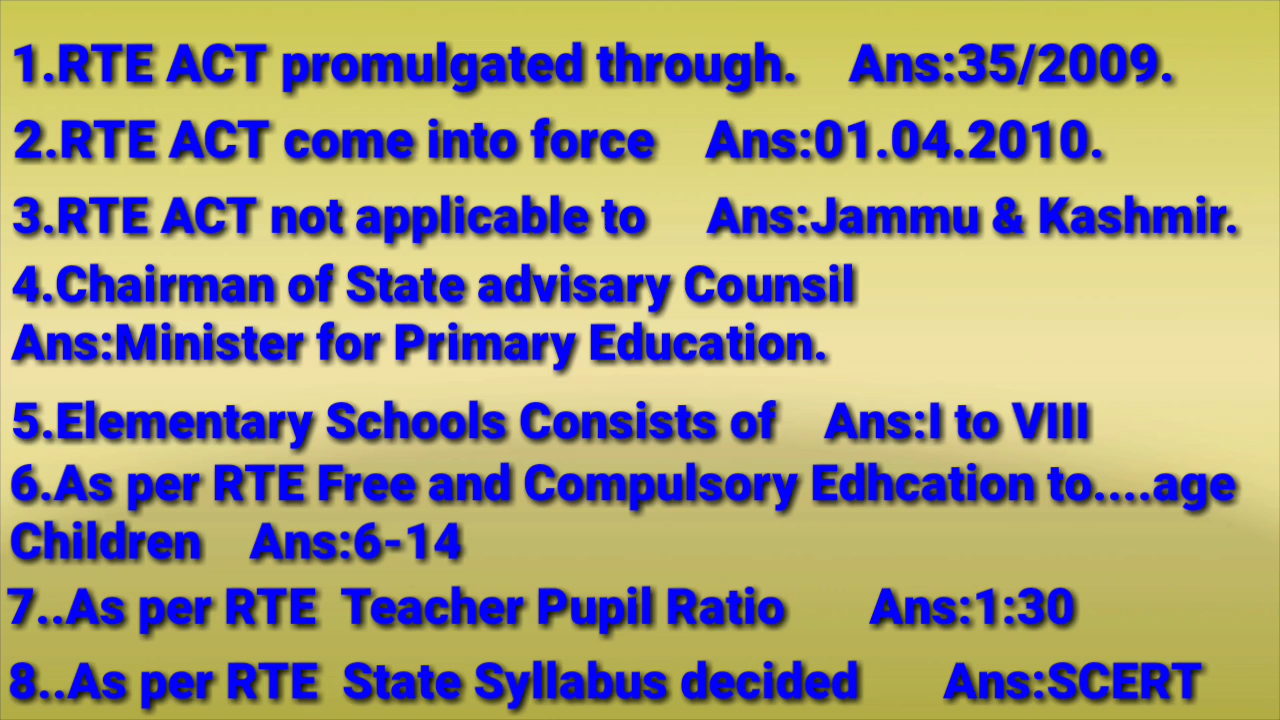 1.RTE ACT promulgated through. Ans:35/2009.
2.RTE ACT come into force Ans:01.04.2010.
3.RTE ACT not applicable to Ans:Jammu & Kashmir.
4.Chairman of State advisary Counsil
Ans:Minister for Primary Education.
5.Elementary Schools Consists of Ans:I to VIII
6.As per RTE Free and Compulsory Edhcation to....age
Children Ans:6-14
7..As per RTE Teacher Pupil Ratio Ans:1:30
8..As per RTE State Syllabus decided Ans:SCERT